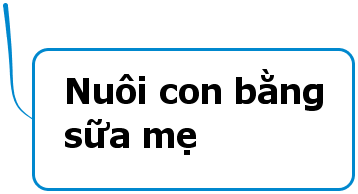 Nuôi con bằng
sữa mẹ